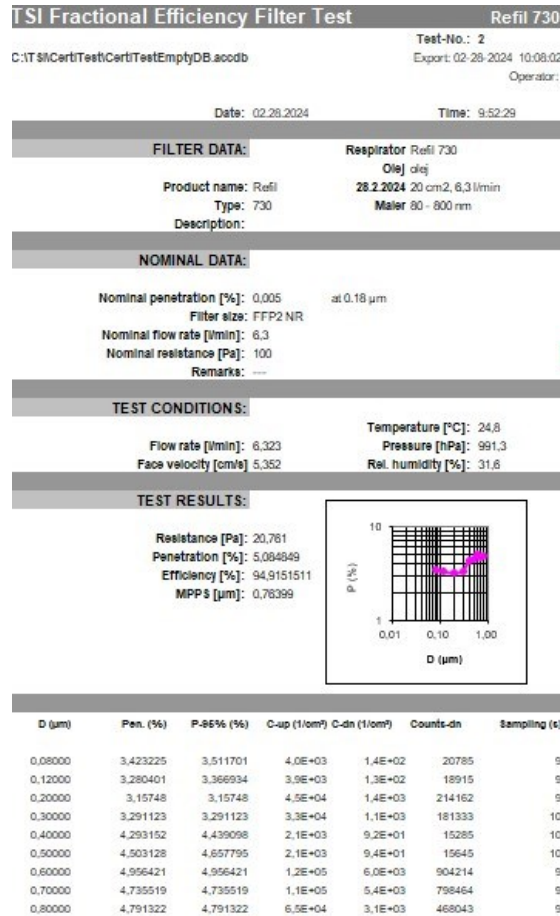 TSI Fractional Efficiency Filter Test Refil 730
Test-No.: 2
C:\TSI\CertiTest\CertiTestEmptyDB.accdb Export: 02-28-2024 10:08:02
Operator:
Date: 02.28.2024 Time: 9:52:29
FILTER DATA: Respirator Refil 730
Olej olej
Product name: Refil 28.2.2024 20 cm2, 6,3 l/min
Type: 730 Maler 80 - 800 nm
Description:
NOMINAL DATA:
Nominal penetration [%]: 0,005 at 0.18 µm
Filter size: FFP2 NR
Nominal flow rate [l/min]: 6,3
Nominal resistance [Pa]: 100
Remarks: ---
TEST CONDITIONS:
Temperature [°C]: 24,8
Flow rate [l/min]: 6,323 Pressure [hPa]: 991,3
Face velocity [cm/s] 5,352 Rel. humidity [%]: 31,6
TEST RESULTS:
Resistance [Pa]: 20,761
Penetration [%]: 5,084849
Efficiency [%]: 94,9151511
MPPS [µm]: 0,76399
10
P (%)
1
0,01 0,10 1,00
D (µm)
D (µm) Pen. (%) P-95% (%) C-up (1/cm³) C-dn (1/cm³) Counts-dn Sampling (s)
0,08000 3,423225 3,511701 4,0E+03 1,4E+02 20785 9
0,12000 3,280401 3,366934 3,9E+03 1,3E+02 18915 9
0,20000 3,15748 3,15748 4,5E+04 1,4E+03 214162 9
0,30000 3,291123 3,291123 3,3E+04 1,1E+03 181333 10
0,40000 4,293152 4,439098 2,1E+03 9,2E+01 15285 10
0,50000 4,503128 4,657795 2,1E+03 9,4E+01 15645 10
0,60000 4,956421 4,956421 1,2E+05 6,0E+03 904214 9
0,70000 4,735519 4,735519 1,1E+05 5,4E+03 798464 9
0,80000 4,791322 4,791322 6,5E+04 3,1E+03 468043 9